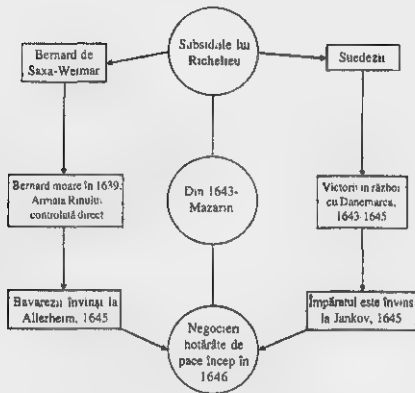 Bernard de
Saxa-Weimar
Subsidiile lui
Richelieu
Suedezii
Bernard moare în 1639.
Armata Rinului
controlată direct
Din 1643-
Mazarin
Victorii în război
cu Danemarca,
1643-1645
Bavarezii învinși la
Allerheim, 1645
Negocieri
hotărâte de
pace încep în
1646
Împăratul este învins
la Jankov, 1645